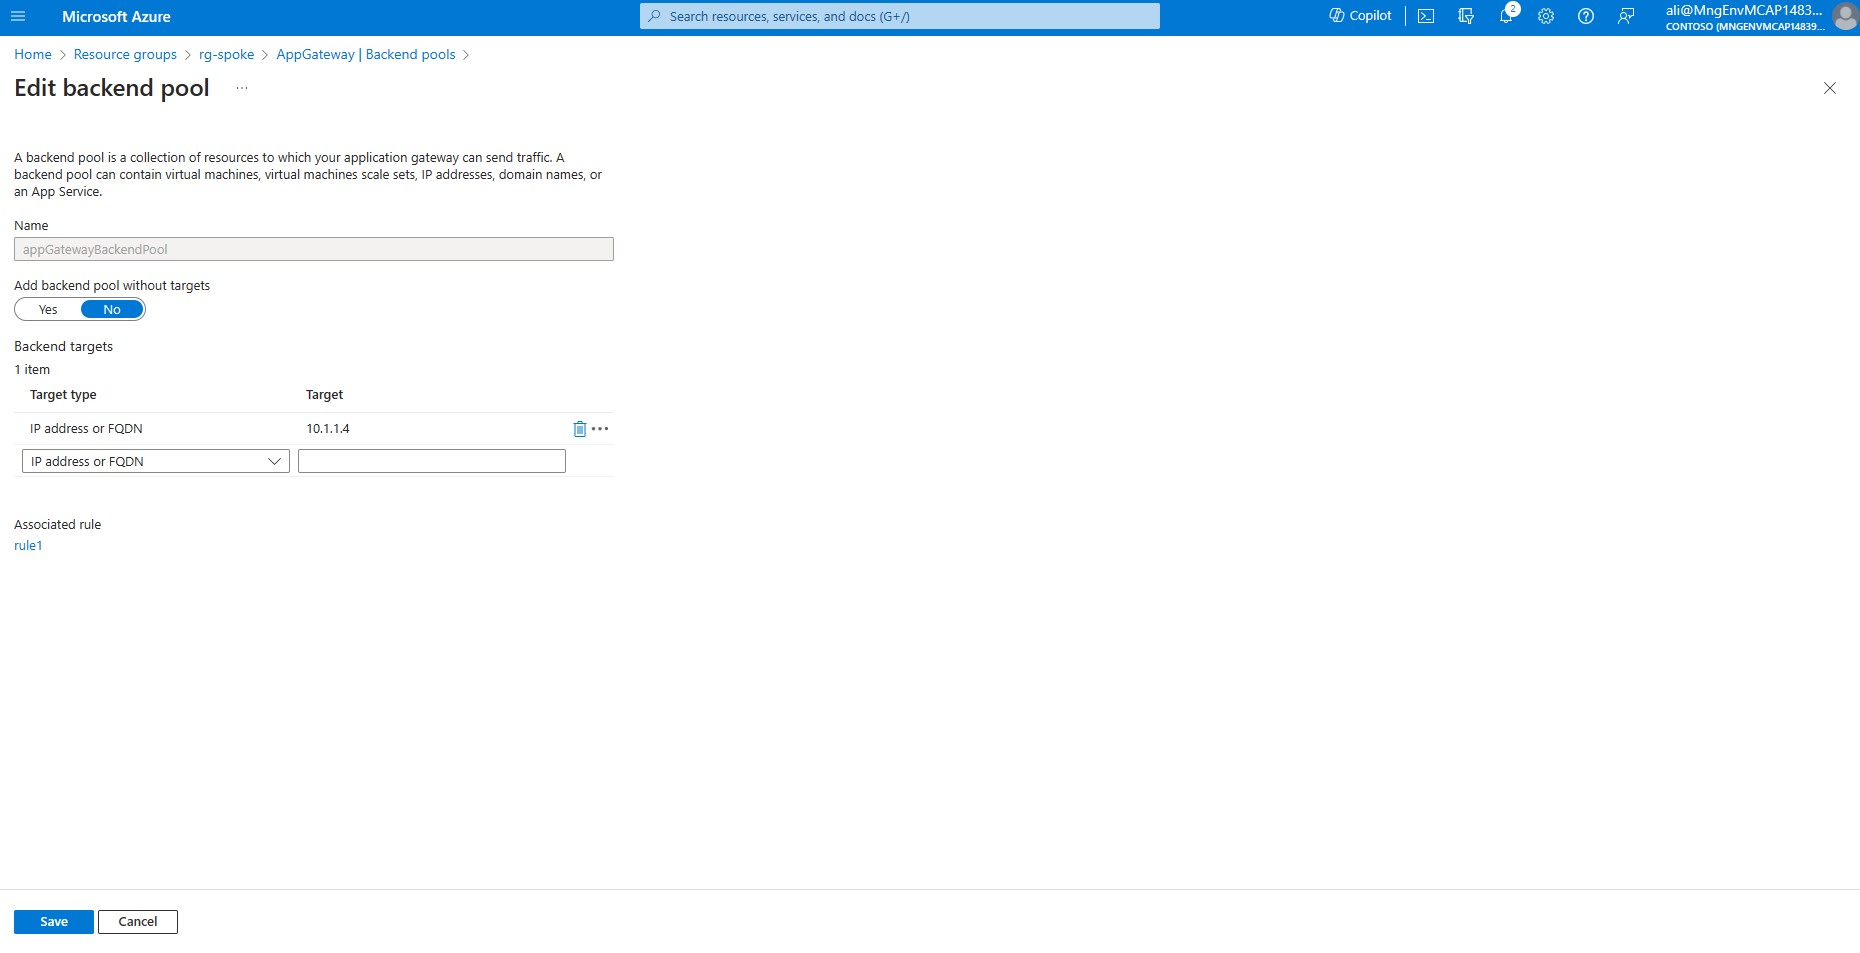 Microsoft Azure
Search resources, services, and docs (G+/)
Copilot
2
ali@MngEnvMCAP1483...
CONTOSO (MNGENVMCAP14839...
Home > Resource groups > rg-spoke > AppGateway | Backend pools >
Edit backend pool ...
A backend pool is a collection of resources to which your application gateway can send traffic. A
backend pool can contain virtual machines, virtual machines scale sets, IP addresses, domain names, or
an App Service.
Name
appGatewayBackendPool
Add backend pool without targets
Yes No
Backend targets
1 item
Target type Target
IP address or FQDN 10.1.1.4
IP address or FQDN
Associated rule
rule1
Save Cancel